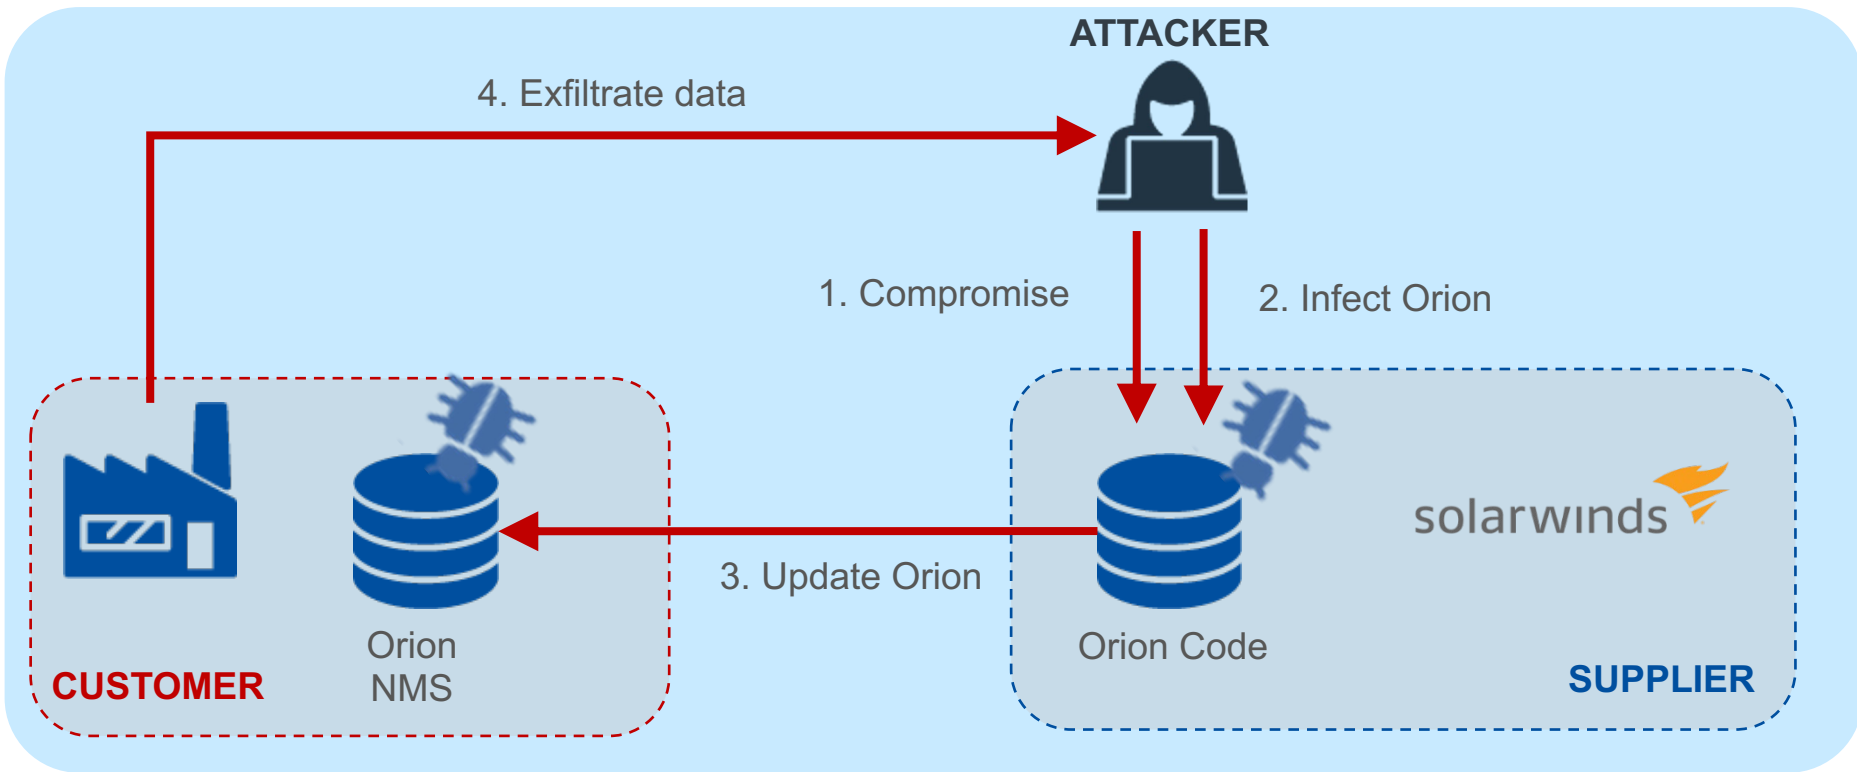 ATTACKER
4. Exfiltrate data
1. Compromise
2. Infect Orion
solarwinds
3. Update Orion
Orion
NMS
Orion Code
CUSTOMER
SUPPLIER